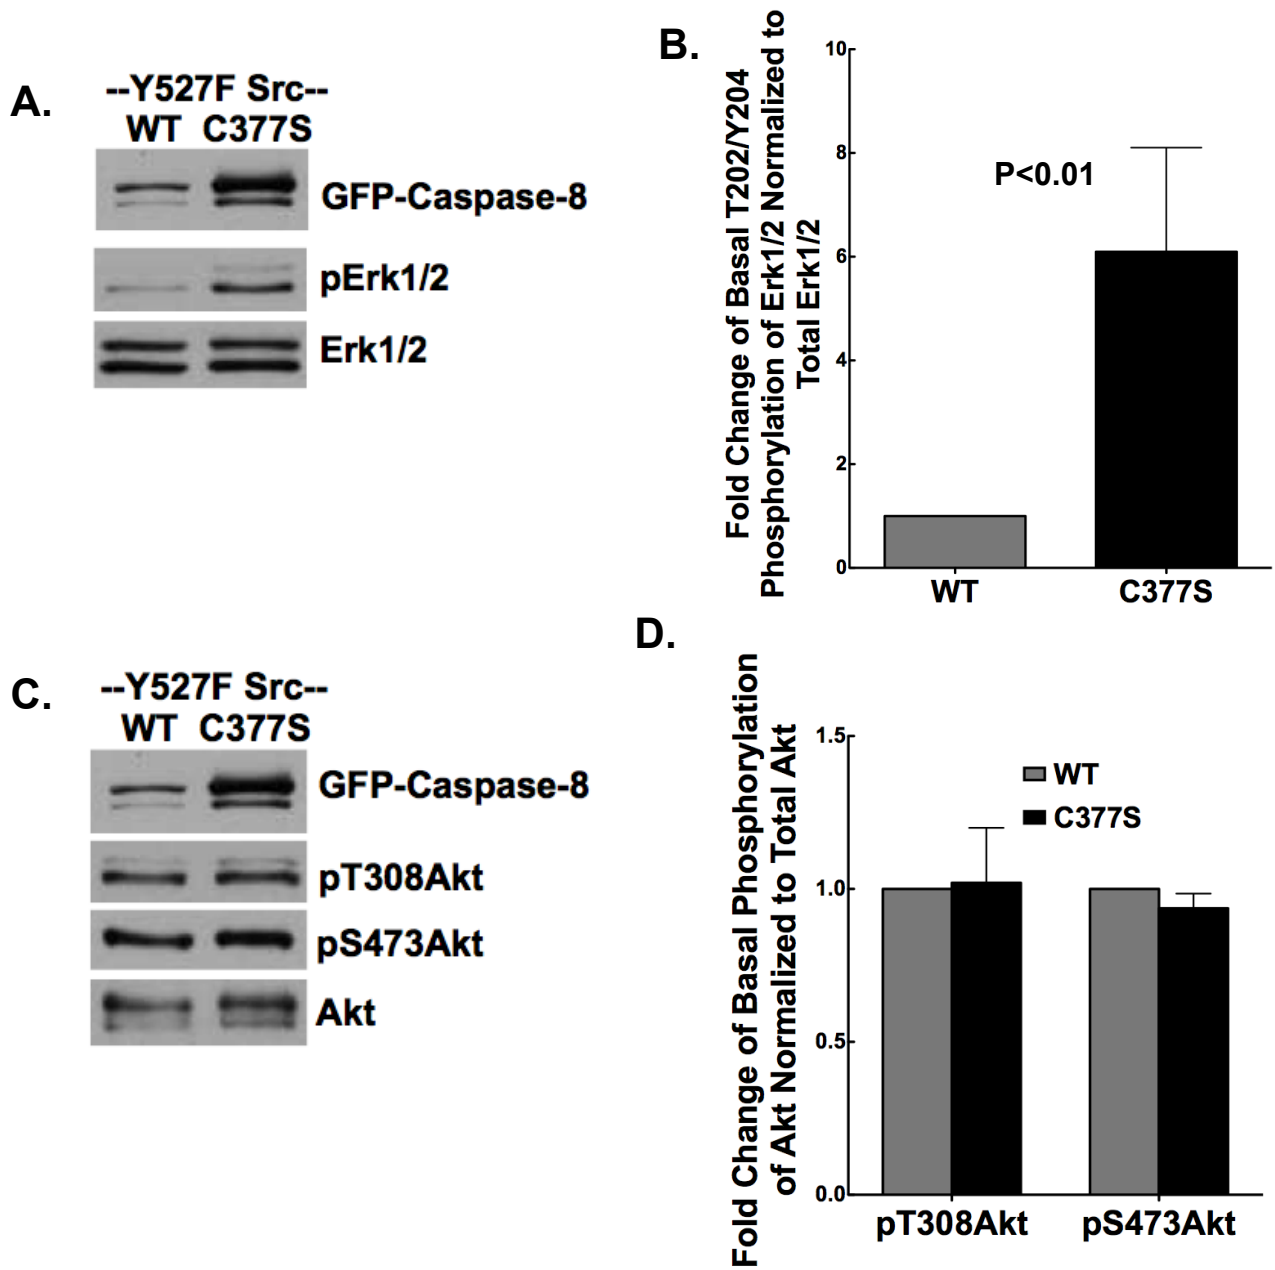 A.
--Y527F Src--
WT C377S
GFP-Caspase-8
pErk1/2
Erk1/2
B.
Fold Change of Basal T202/Y204
Phosphorylation of Erk1/2 Normalized to
Total Erk1/2
10
8
6
4
2
0
P<0.01
WT C377S
C.
--Y527F Src--
WT C377S
GFP-Caspase-8
pT308Akt
pS473Akt
Akt
D.
Fold Change of Basal Phosphorylation
of Akt Normalized to Total Akt
1.5
1.0
0.5
0.0
WT
C377S
pT308Akt pS473Akt